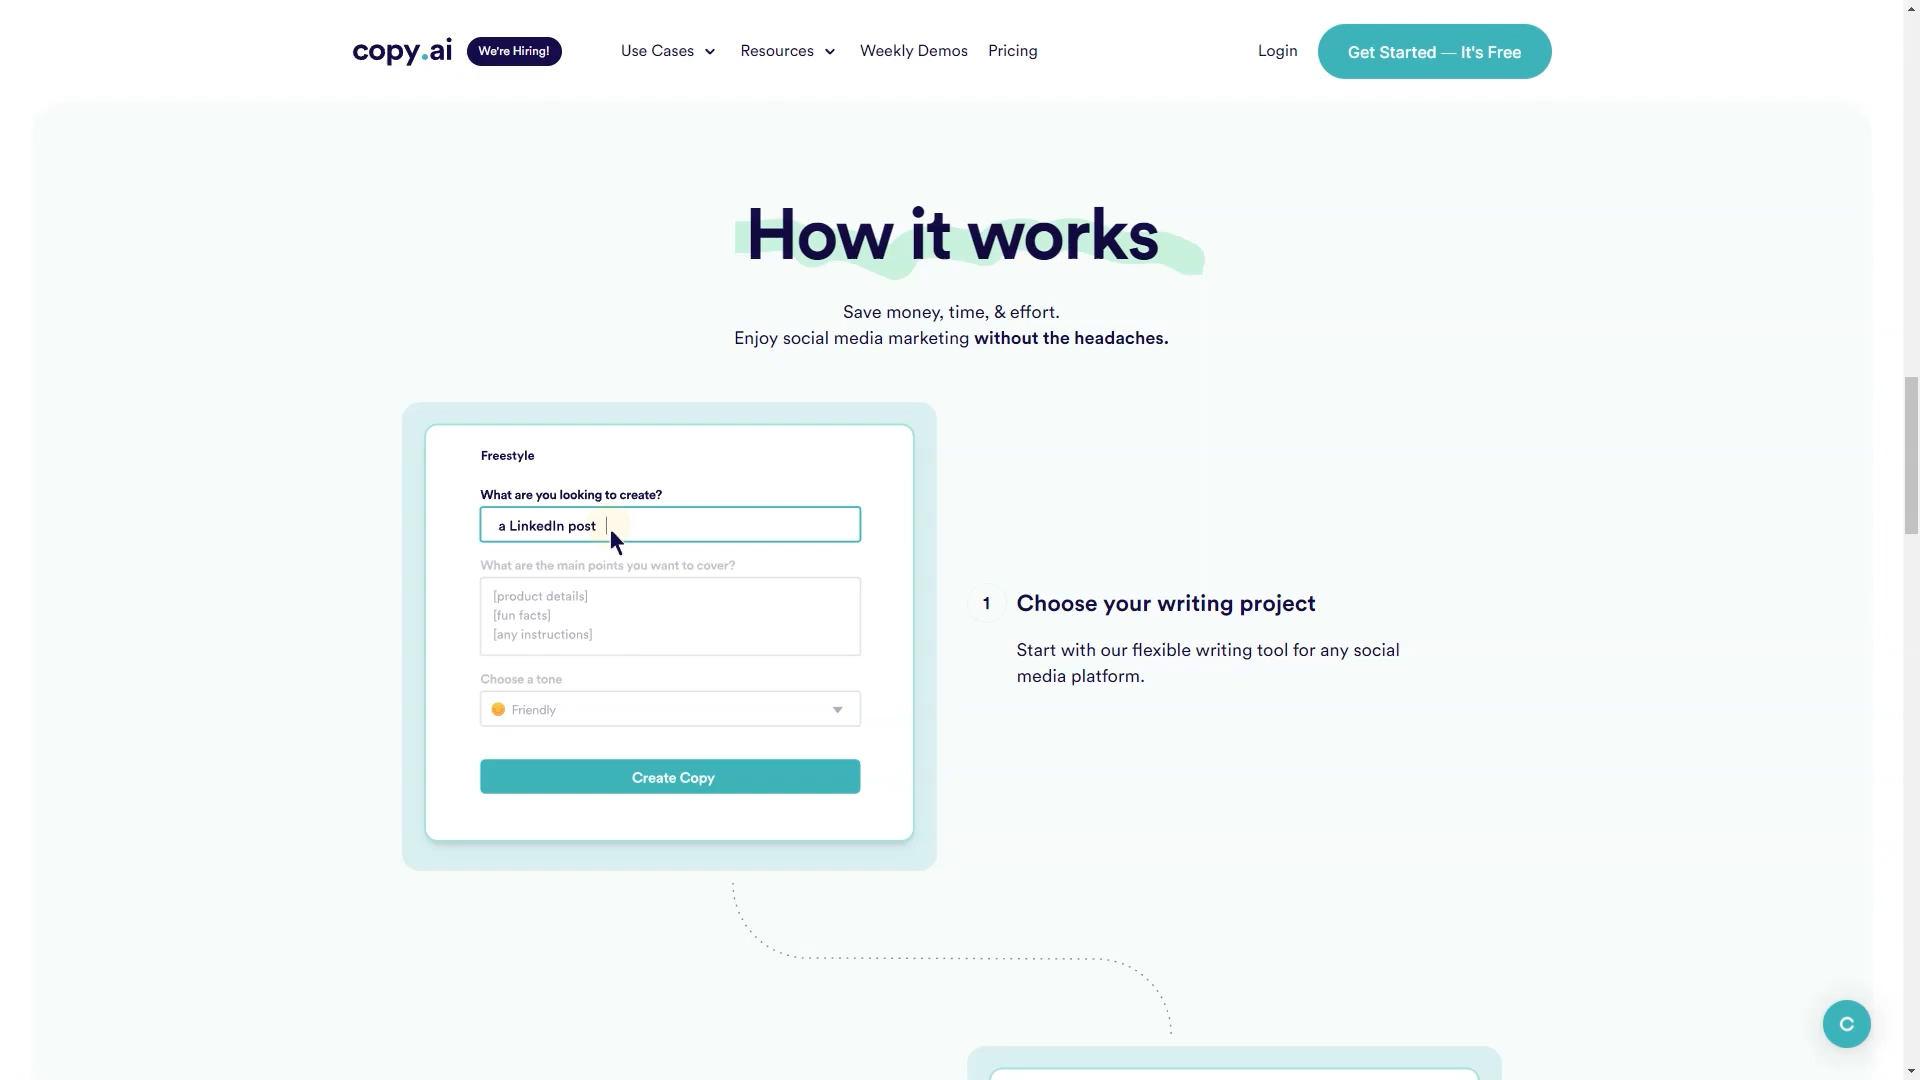 copy.ai We're Hiring! Use Cases Resources Weekly Demos Pricing Login Get Started — It's Free
How it works
Save money, time, & effort.
Enjoy social media marketing without the headaches.
Freestyle
What are you looking to create?
a LinkedIn post
What are the main points you want to cover?
[product details]
[fun facts]
[any instructions]
Choose a tone
Friendly
Create Copy
1 Choose your writing project
Start with our flexible writing tool for any social
media platform.
C